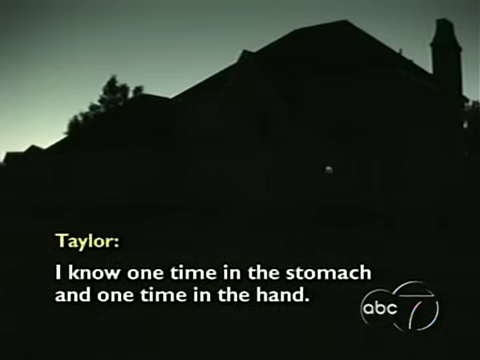 Taylor:
I know one time in the stomach
and one time in the hand.
abc 7